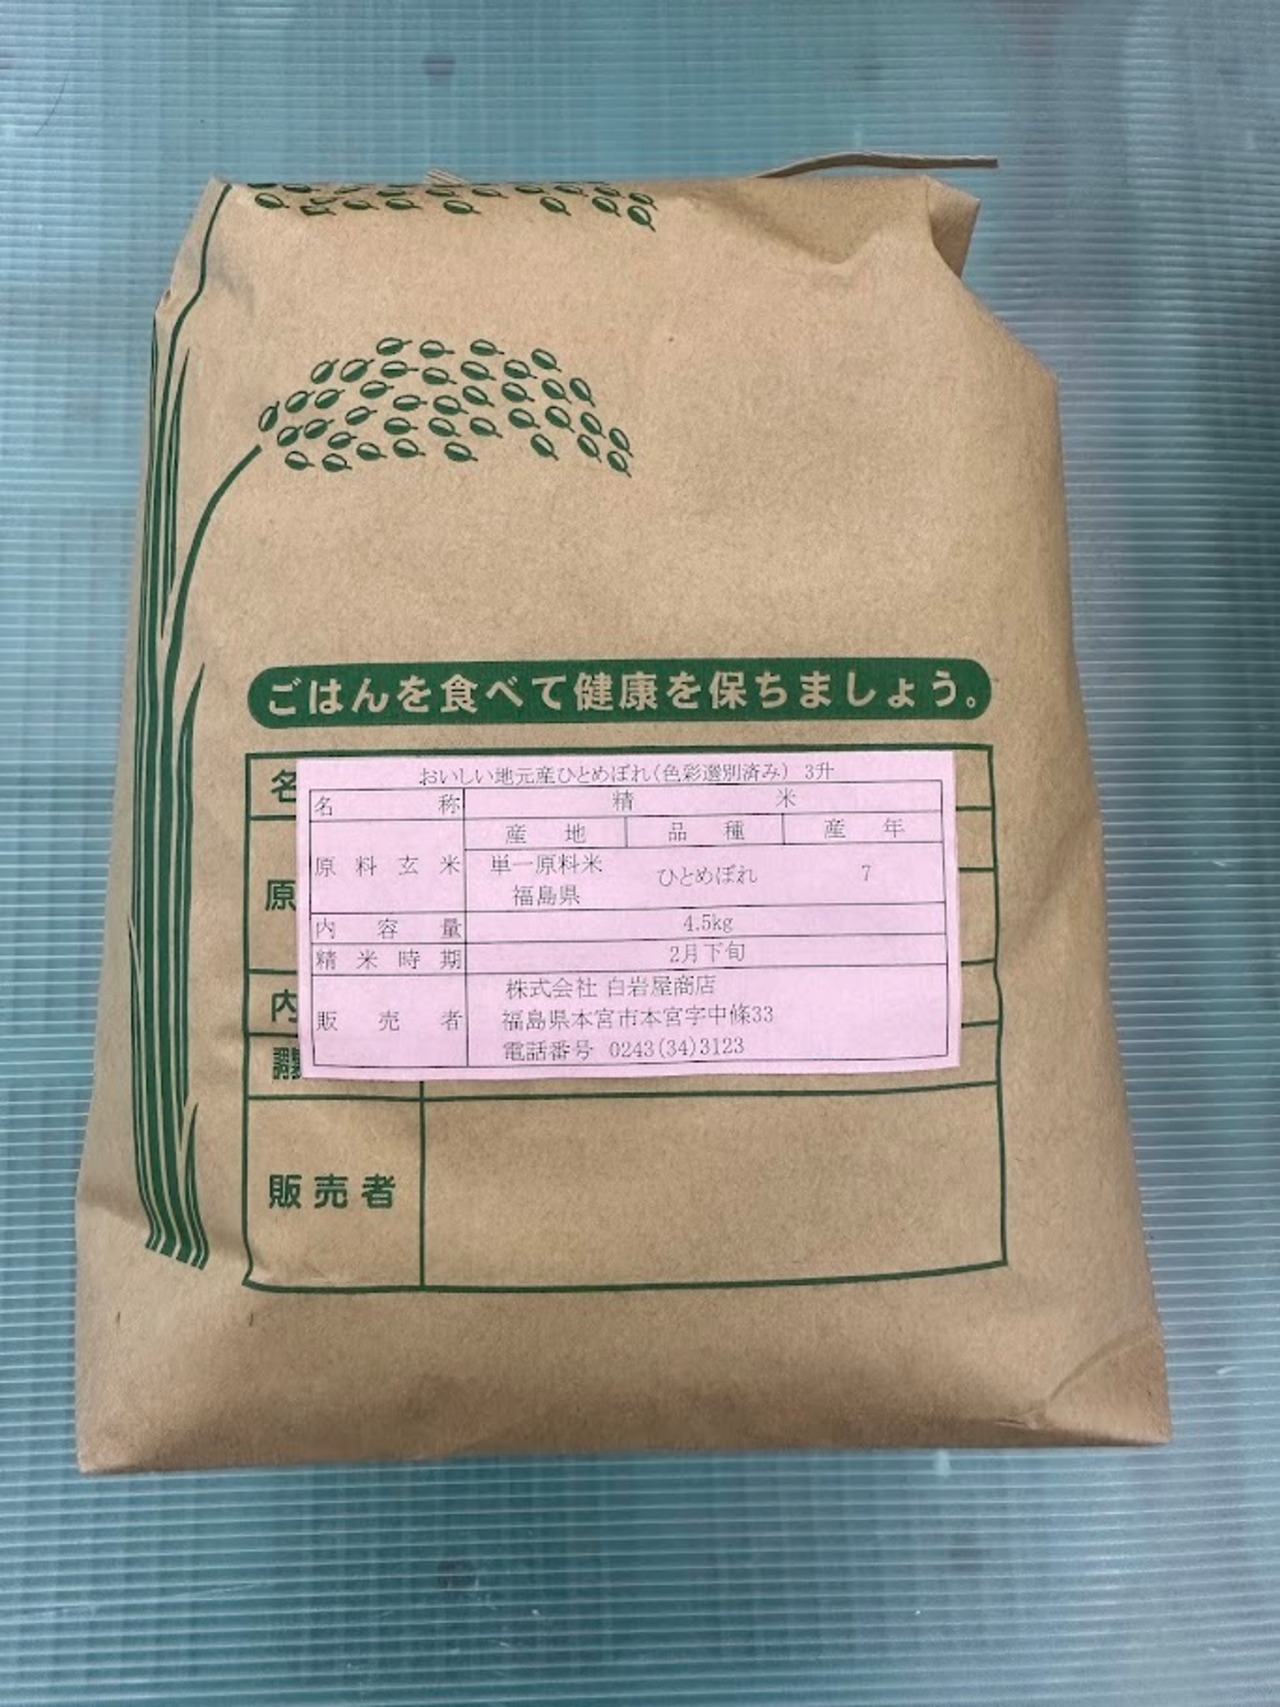 ごはんを食べて健康を保ちましょう。
おいしい地元産ひとめぼれ(色彩選別済み) 3升
名称 精米
原料玄米 産地 品種 産年
単一原料米 福島県 ひとめぼれ 7
内容量 4.5kg
精米時期 2月下旬
販売者 株式会社 白岩屋商店
福島県本宮市本宮字中條33
電話番号 0243(34)3123
名
原
内
調製
販売者